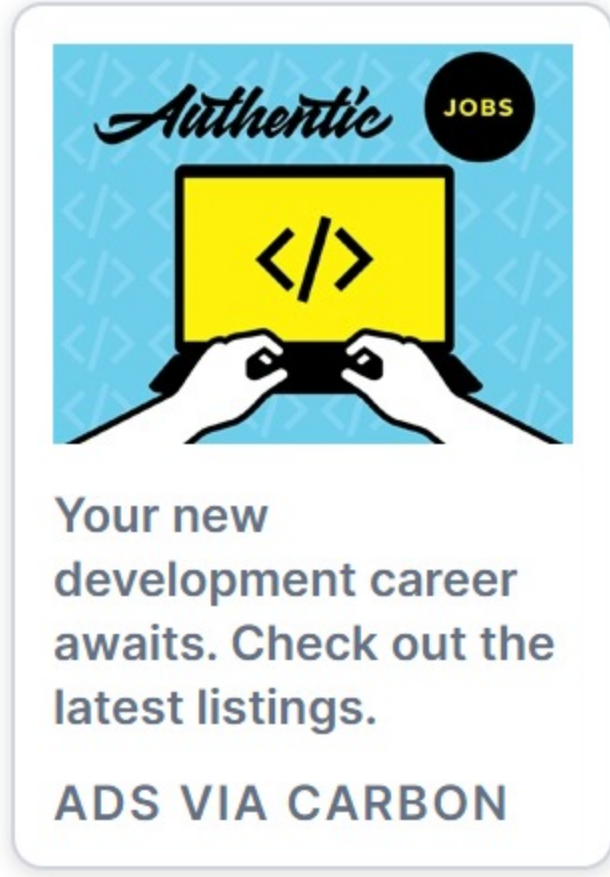 Authentic JOBS
</>
Your new
development career
awaits. Check out the
latest listings.
ADS VIA CARBON